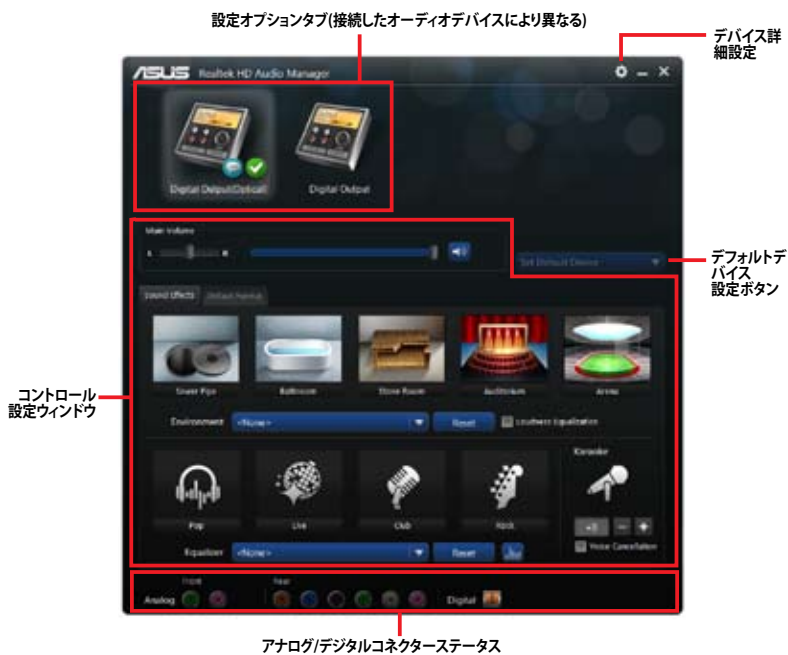 設定オプションタブ(接続したオーディオデバイスにより異なる)
デバイス詳
細設定
ASUS Realtek HD Audio Manager
Digital Output(Optical)
Digital Output
Main Volume
L
R
Set Default Device
デフォルトデ
バイス
設定ボタン
Sound Effects
Default Format
コントロール
設定ウィンドウ
Sewer Pipe
Bathroom
Stone Room
Auditorium
Arena
Environment
<None>
Reset
Loudness Equalization
Karaoke
Pop
Live
Club
Rock
Equalizer
<None>
Reset
Voice Cancellation
Front
Rear
Analog
Digital
アナログ/デジタルコネクターステータス